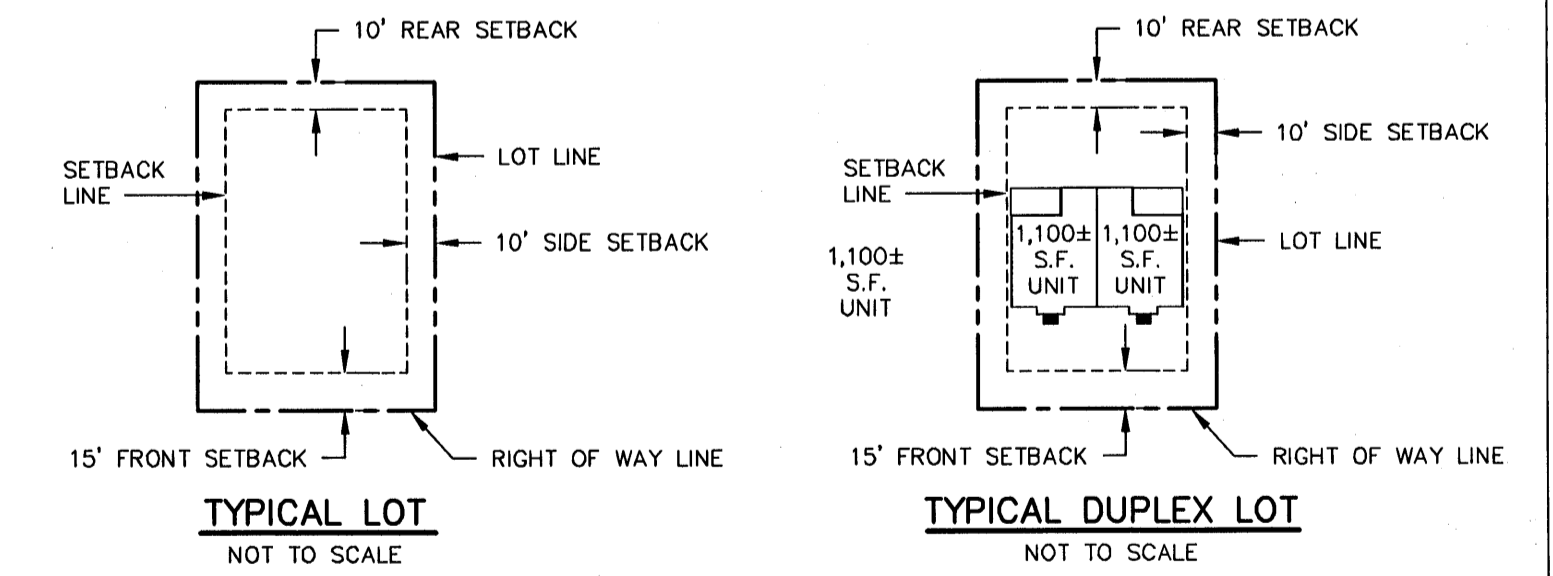 10' REAR SETBACK
SETBACK
LINE
LOT LINE
10' SIDE SETBACK
15' FRONT SETBACK
RIGHT OF WAY LINE
TYPICAL LOT
NOT TO SCALE
10' REAR SETBACK
10' SIDE SETBACK
SETBACK
LINE
1,100±
S.F.
UNIT
1,100±
S.F.
UNIT
1,100±
S.F.
UNIT
LOT LINE
15' FRONT SETBACK
RIGHT OF WAY LINE
TYPICAL DUPLEX LOT
NOT TO SCALE